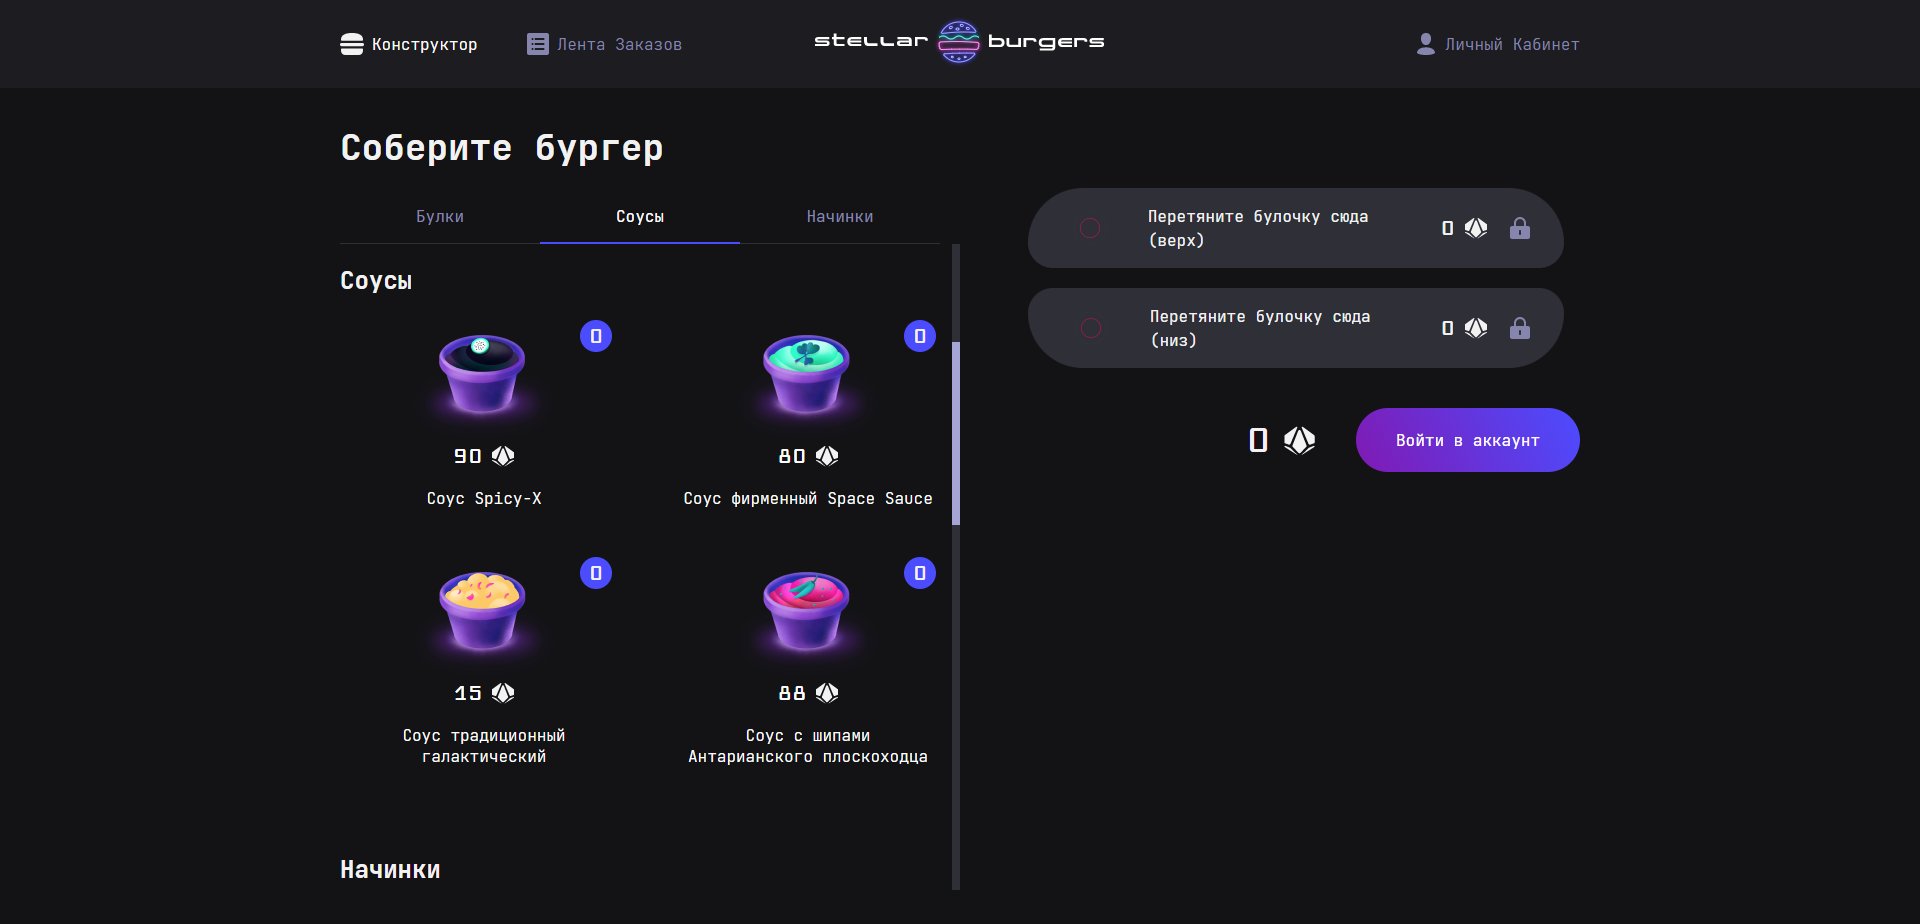 Конструктор
Лента Заказов
stellar burgers
Личный Кабинет
Соберите бургер
Булки
Соусы
Начинки
Соусы
0
0
90
80
Соус Spicy-X
Соус фирменный Space Sauce
0
0
15
88
Соус традиционный
галактический
Соус с шипами
Антарианского плоскоходца
Начинки
Перетяните булочку сюда
(верх)
0
Перетяните булочку сюда
(низ)
0
0
Войти в аккаунт